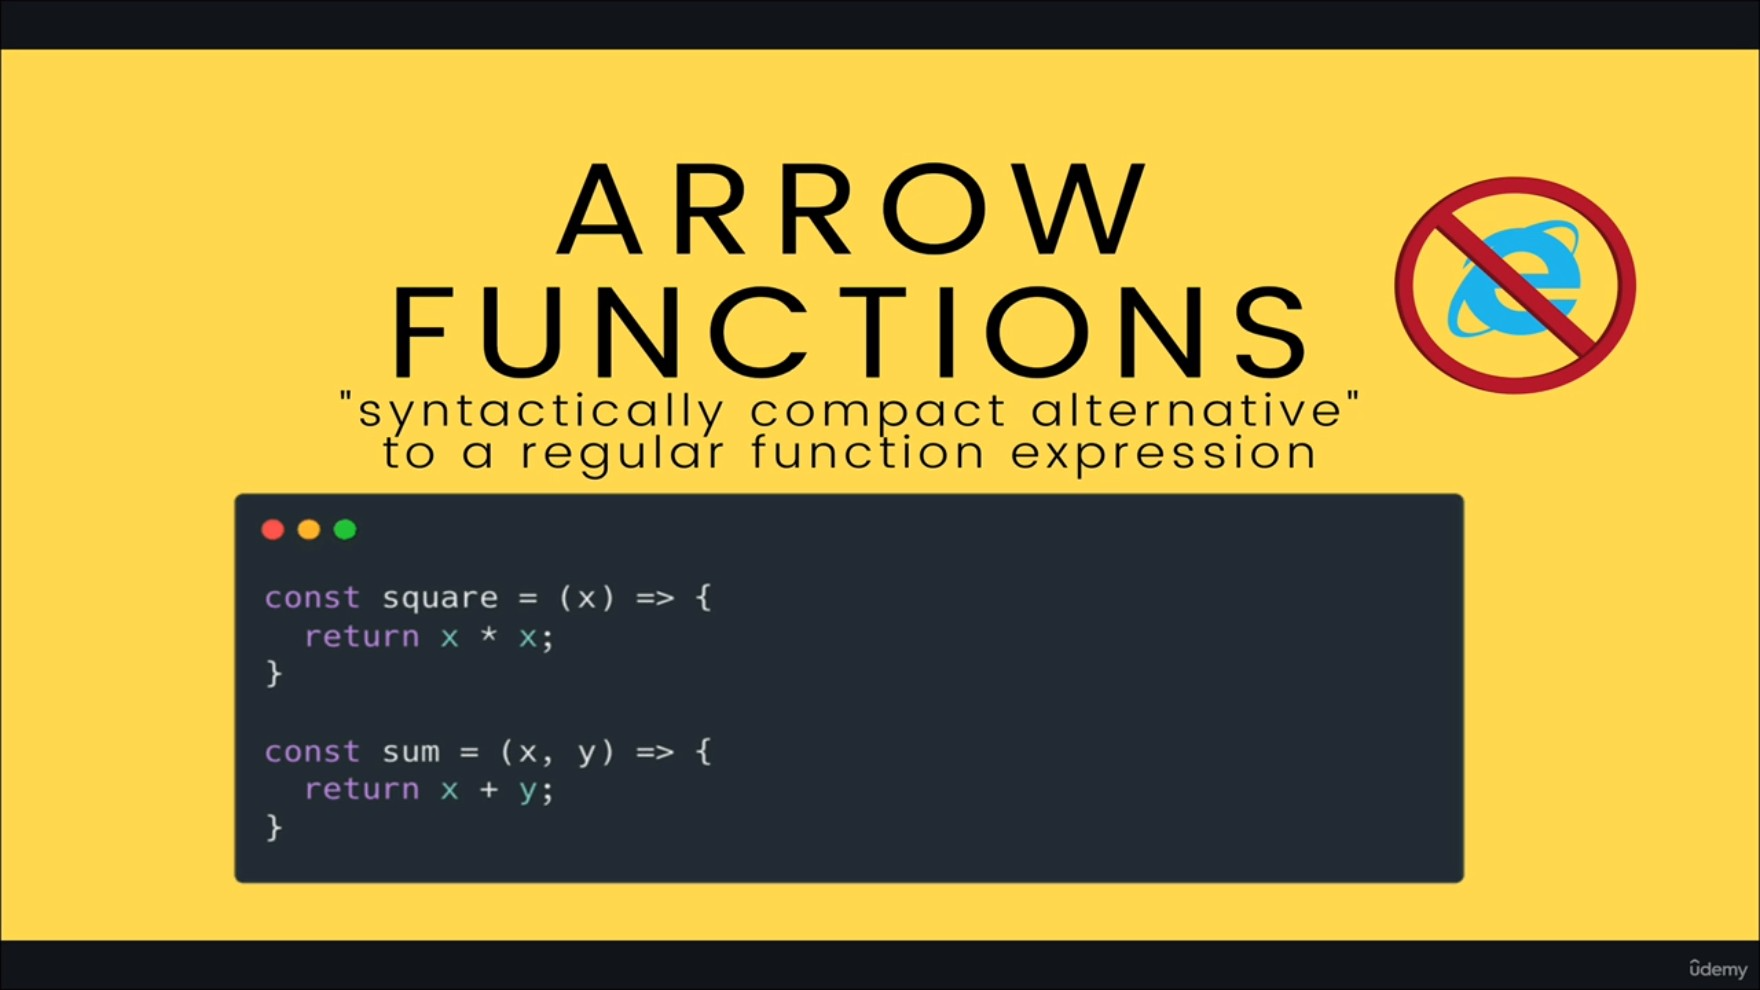 ARROW
FUNCTIONS
"syntactically compact alternative"
to a regular function expression
const square = (x) => {
  return x * x;
}
const sum = (x, y) => {
  return x + y;
}
ûdemy